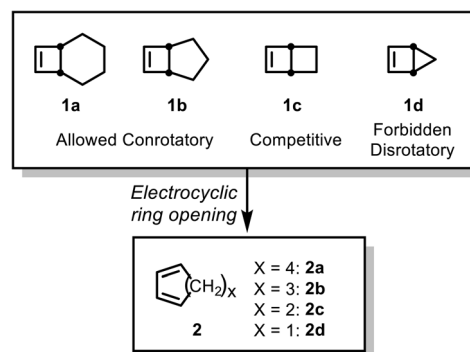 1a 1b 1c 1d
Allowed Conrotatory Competitive Forbidden
Disrotatory
Electrocyclic
ring opening
(CH2)x
2
X = 4: 2a
X = 3: 2b
X = 2: 2c
X = 1: 2d